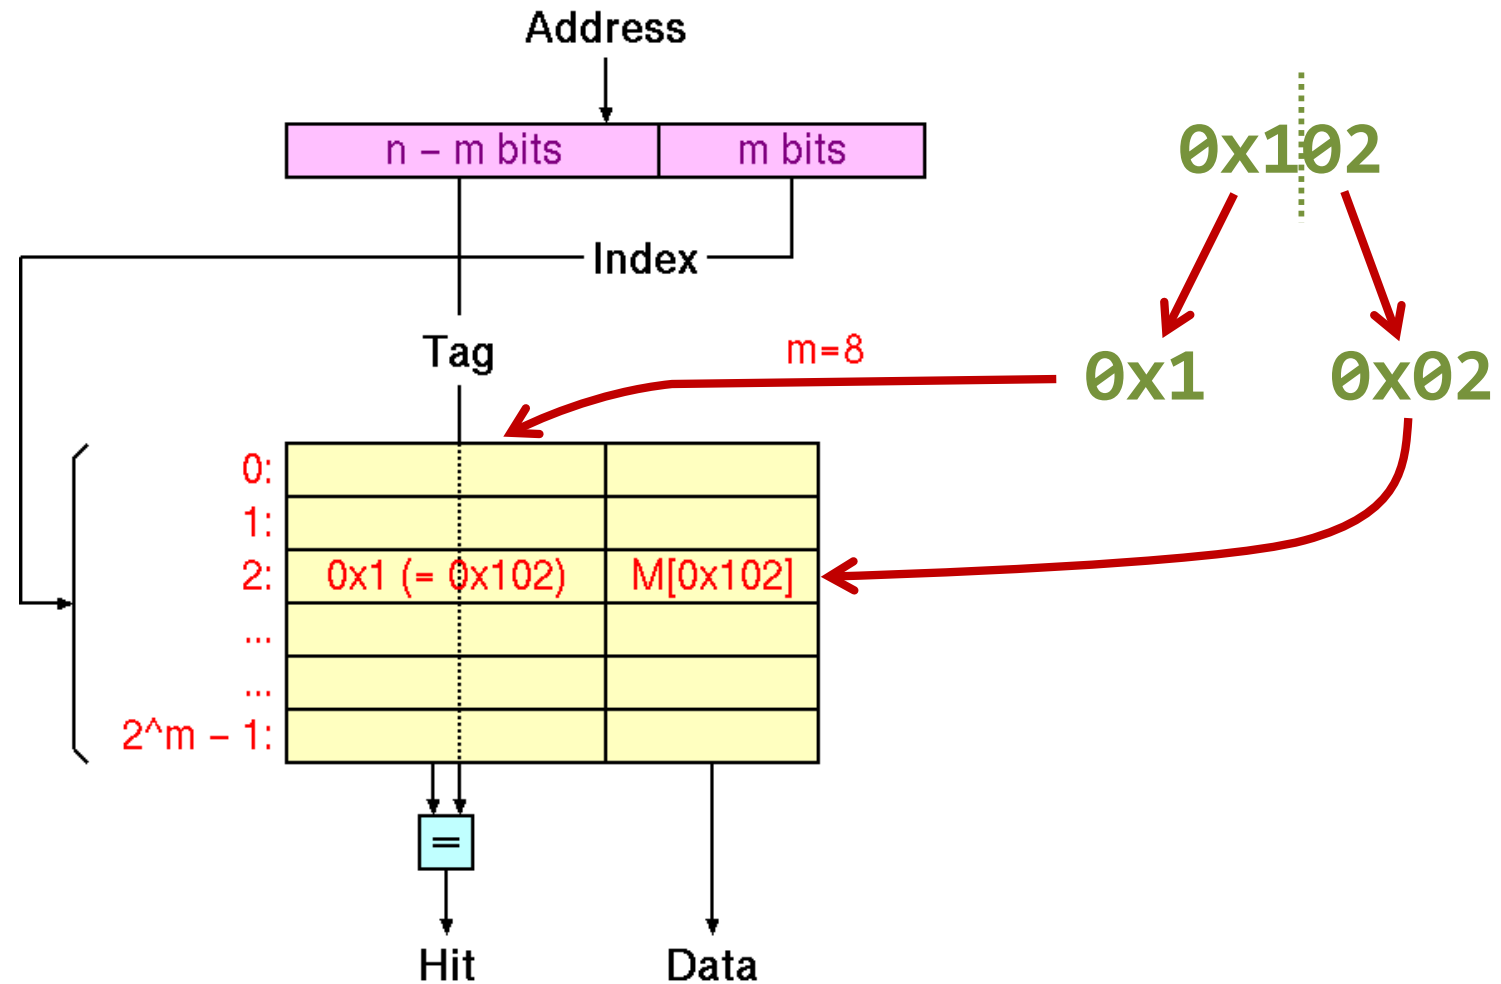 Address
n – m bits
m bits
0x102
Index
Tag
m=8
0x1
0x02
0:
1:
2:
0x1 (= 0x102)
M[0x102]
...
...
2^m – 1:
=
Hit
Data